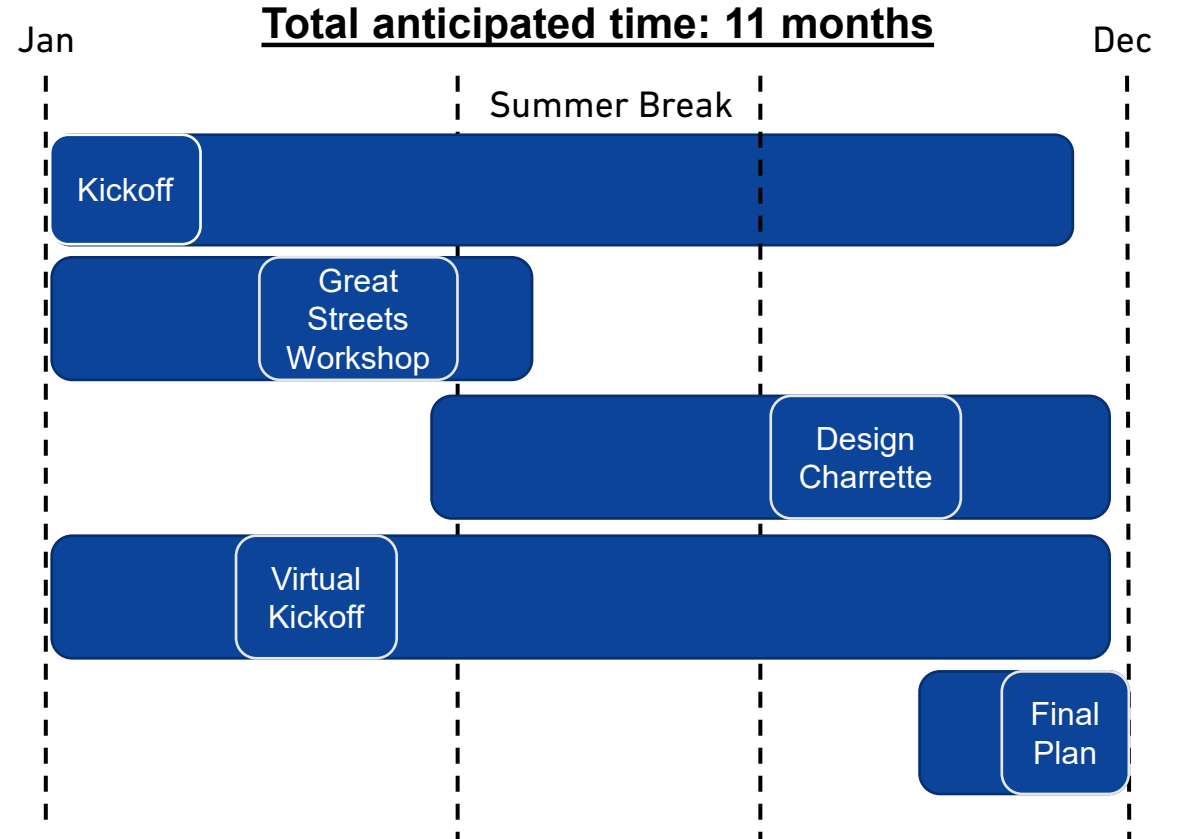 Total anticipated time: 11 months
Jan
Dec
Summer Break
Kickoff
Great
Streets
Workshop
Design
Charrette
Virtual
Kickoff
Final
Plan